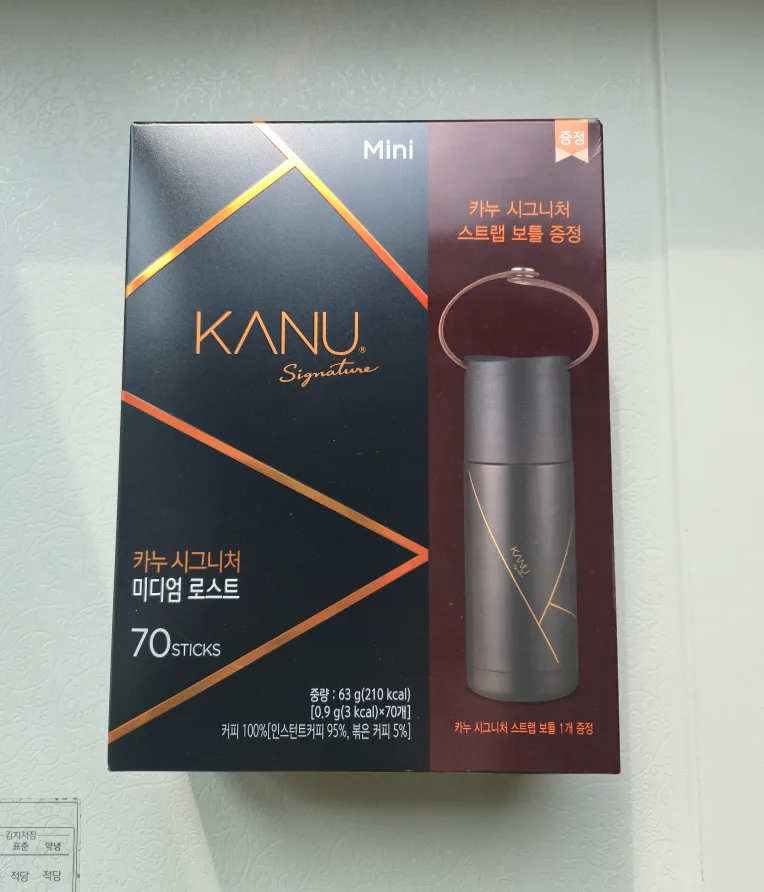 Mini
KANU®
Signature
카누 시그니처
미디엄 로스트
70STICKS
중량 : 63 g(210 kcal)
[0.9 g(3 kcal)×70개]
커피 100%[인스턴트커피 95%, 볶은 커피 5%]
증정
카누 시그니처
스트랩 보틀 증정
KANU
카누 시그니처 스트랩 보틀 1개 증정
김치저장
표준 약냉
적당 적당